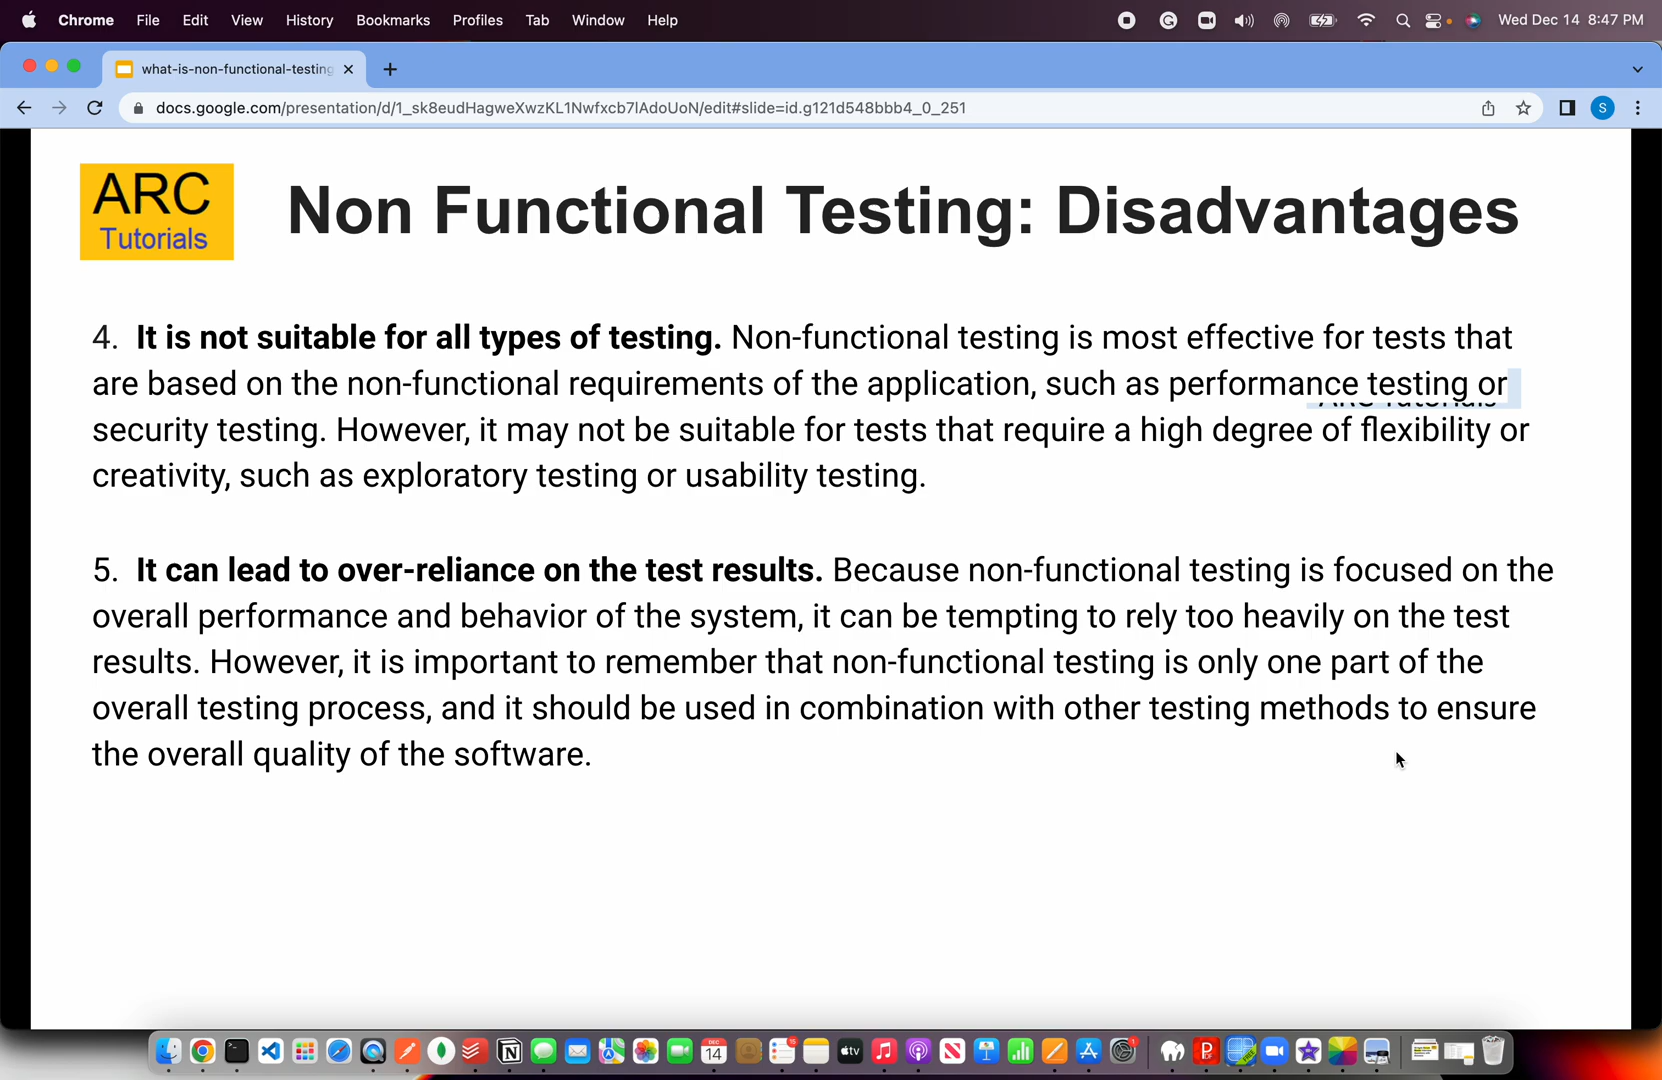 Chrome File Edit View History Bookmarks Profiles Tab Window Help Wed Dec 14 8:47 PM
what-is-non-functional-testing
docs.google.com/presentation/d/1_sk8eudHagweXwzKL1Nwfxcb7lAdoUoN/edit#slide=id.g121d548bbb4_0_251 S
ARC
Tutorials
Non Functional Testing: Disadvantages
4. It is not suitable for all types of testing. Non-functional testing is most effective for tests that
are based on the non-functional requirements of the application, such as performance testing or
security testing. However, it may not be suitable for tests that require a high degree of flexibility or
creativity, such as exploratory testing or usability testing.
5. It can lead to over-reliance on the test results. Because non-functional testing is focused on the
overall performance and behavior of the system, it can be tempting to rely too heavily on the test
results. However, it is important to remember that non-functional testing is only one part of the
overall testing process, and it should be used in combination with other testing methods to ensure
the overall quality of the software.
DEC
14
tv